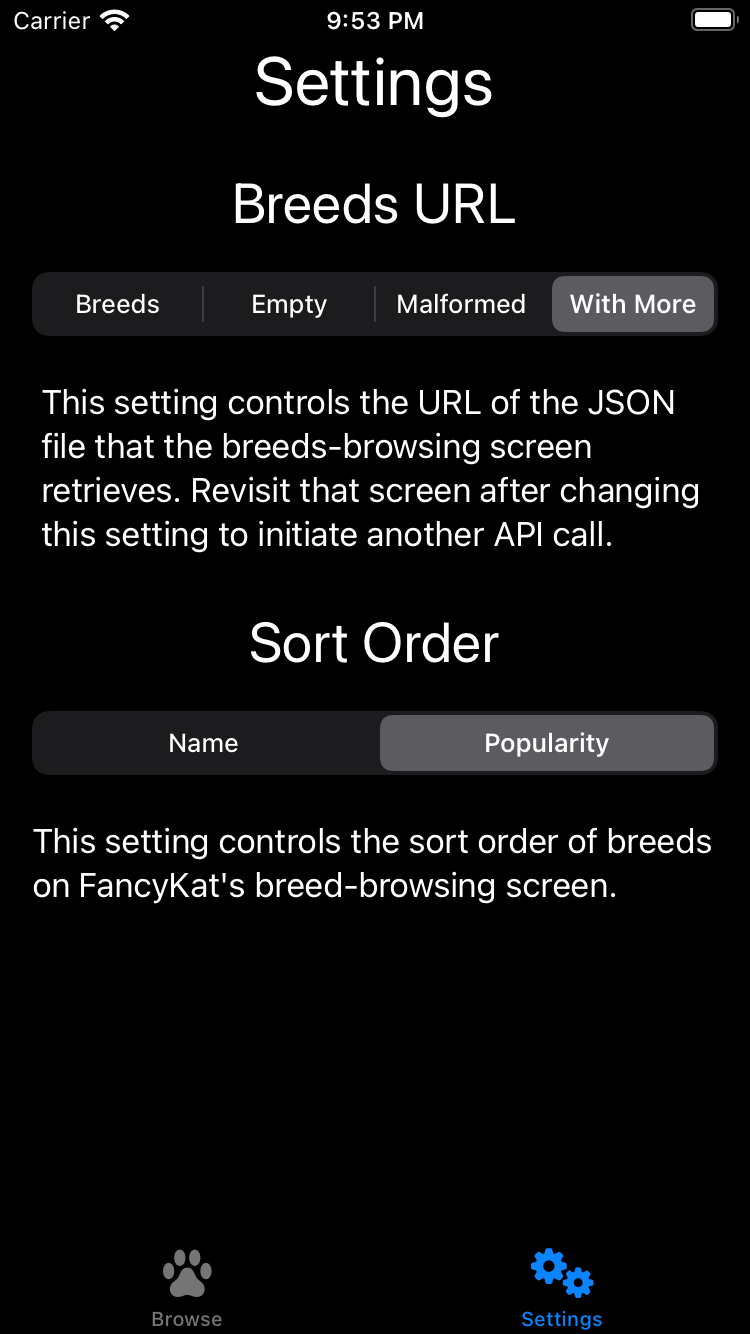 Carrier 9:53 PM
Settings
Breeds URL
Breeds Empty Malformed With More
This setting controls the URL of the JSON
file that the breeds-browsing screen
retrieves. Revisit that screen after changing
this setting to initiate another API call.
Sort Order
Name Popularity
This setting controls the sort order of breeds
on FancyKat's breed-browsing screen.
Browse Settings